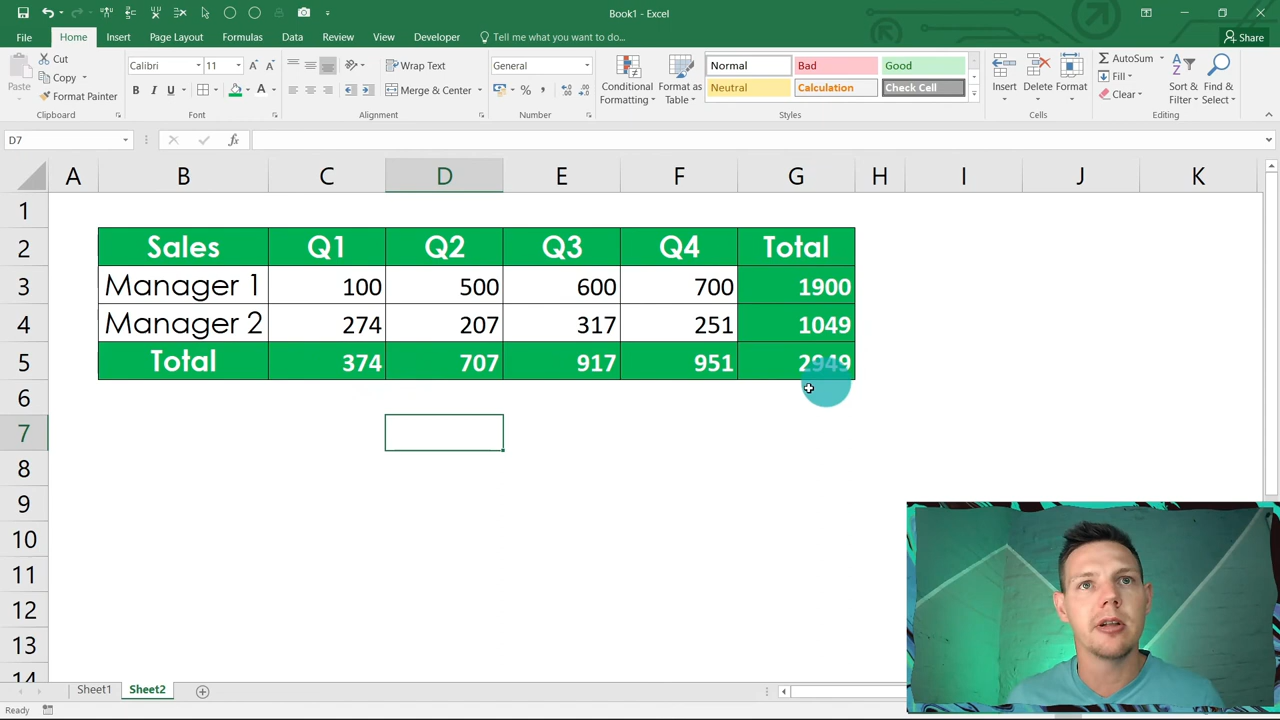 Book1 - Excel
File Home Insert Page Layout Formulas Data Review View Developer Tell me what you want to do... Share
Paste
Cut
Copy
Format Painter
Clipboard
Calibri 11
B I U
Font
Wrap Text
Merge & Center
Alignment
General
Number
Conditional Formatting
Format as Table
Normal Bad Good
Neutral Calculation Check Cell
Styles
Insert Delete Format
Cells
AutoSum
Fill
Clear
Sort & Filter
Find & Select
Editing
D7 fx
A B C D E F G H I J K
1
2 Sales Q1 Q2 Q3 Q4 Total
3 Manager 1 100 500 600 700 1900
4 Manager 2 274 207 317 251 1049
5 Total 374 707 917 951 2949
6
7
8
9
10
11
12
13
14
Sheet1 Sheet2
Ready